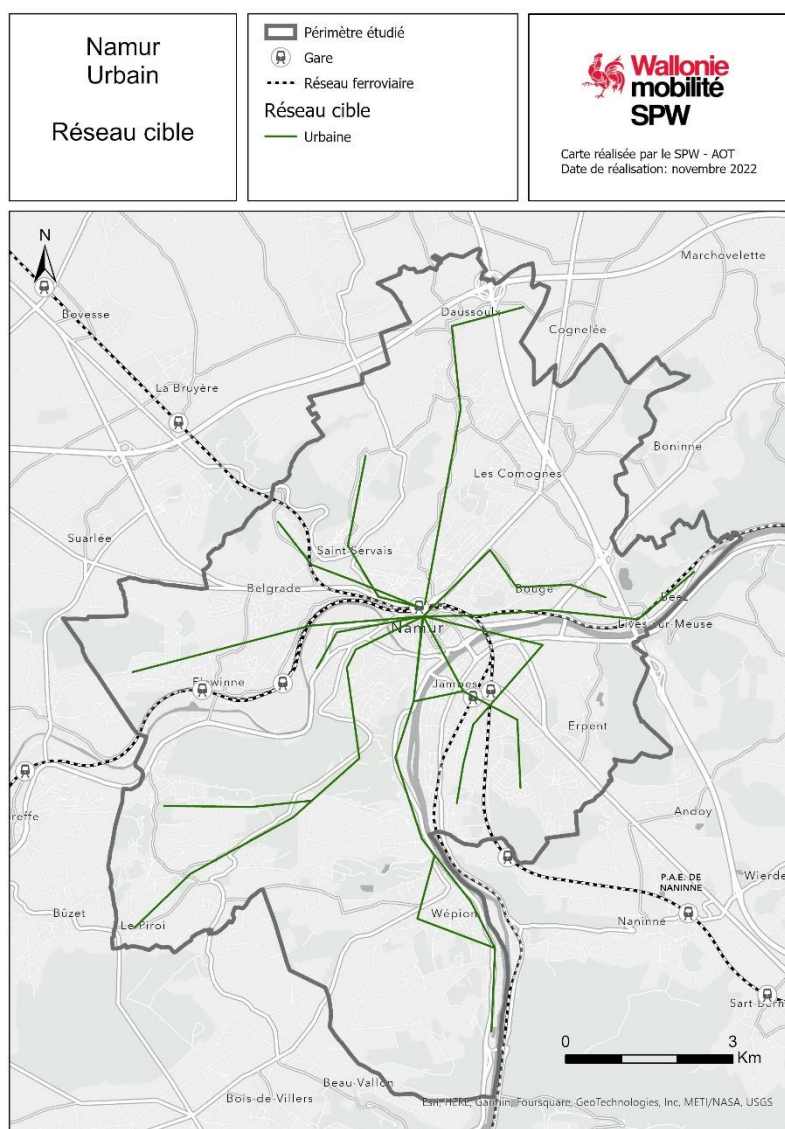 Namur
Urbain
Réseau cible
Périmètre étudié
Gare
Réseau ferroviaire
Réseau cible
Urbaine
Wallonie
mobilité
SPW
Carte réalisée par le SPW - AOT
Date de réalisation: novembre 2022
N
Marchovelette
Bovesse
Daussoulx
Cognelée
La Bruyère
Boninne
Les Comognes
Suarlée
Saint-Servais
Belgrade
Bouge
Beez
Namur
Lives-sur-Meuse
Flawinne
Jambes
Erpent
Andoy
P.A.E. DE
NANINNE
Wierde
Bûzet
Wépion
Naninne
Le Piroi
0
3
Km
Beau Vallon
Bois-de-Villers
Esri, HERE, Garmin, Foursquare, GeoTechnologies, Inc, METI/NASA, USGS